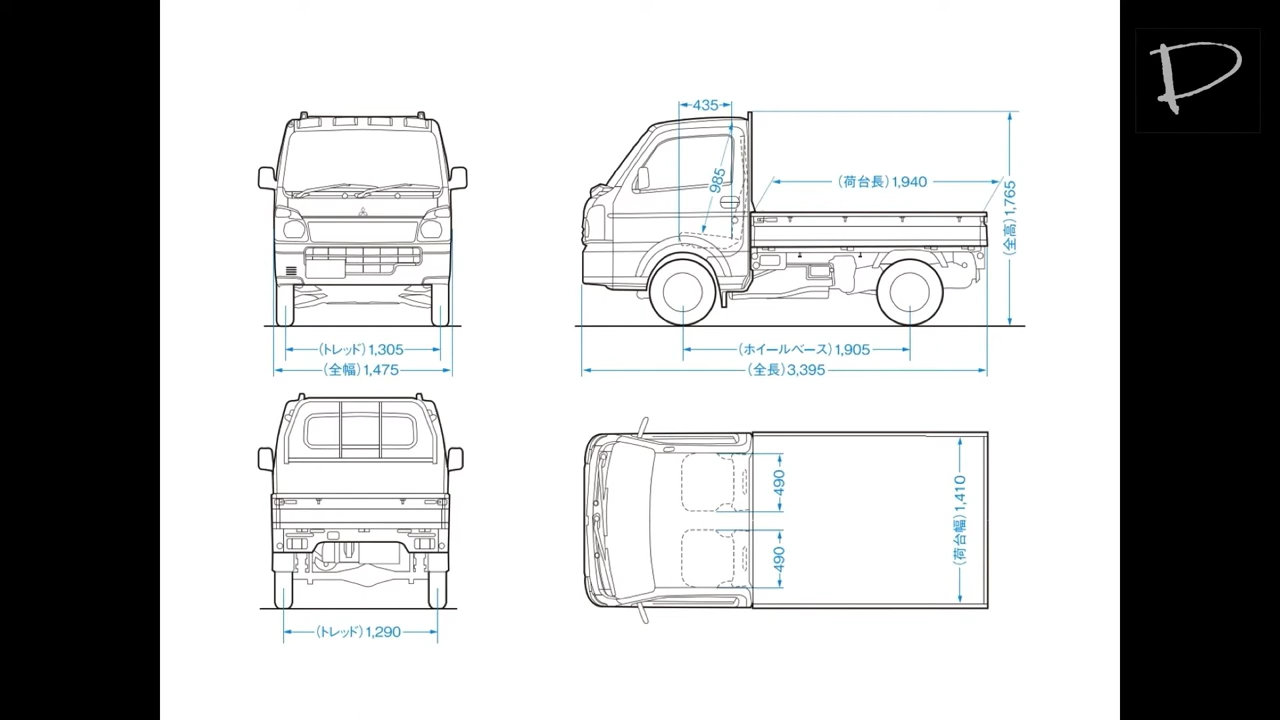 435
985
(荷台長)1,940
(全高)1,765
(トレッド)1,305
(全幅)1,475
(ホイールベース)1,905
(全長)3,395
490
490
(荷台幅)1,410
(トレッド)1,290
P